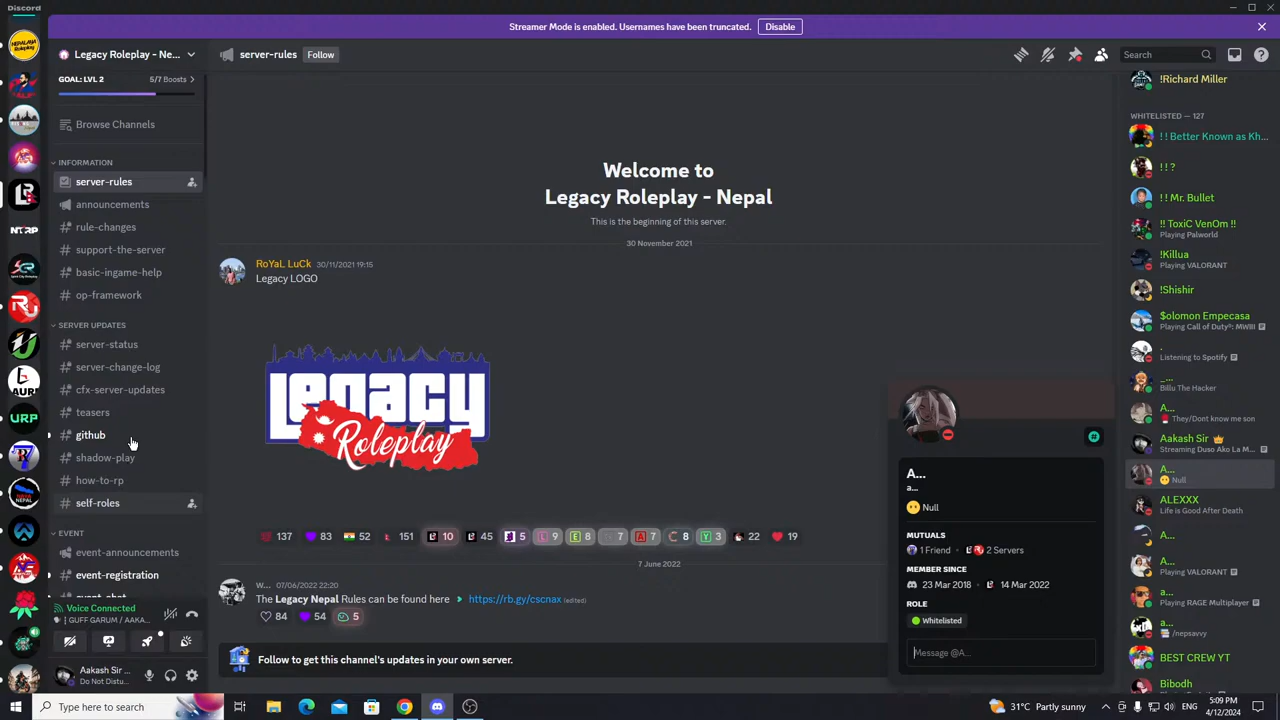 Discord
Streamer Mode is enabled. Usernames have been truncated.
Disable
Legacy Roleplay - Ne...
GOAL: LVL 2
5/7 Boosts
Browse Channels
INFORMATION
server-rules
announcements
rule-changes
support-the-server
basic-ingame-help
op-framework
SERVER UPDATES
server-status
server-change-log
cfx-server-updates
teasers
github
shadow-play
how-to-rp
self-roles
EVENT
event-announcements
event-registration
event-chat
Voice Connected
GUFF GARUM / AAKA...
Aakash Sir ...
Do Not Distu...
NTRP
AURP
URP
server-rules
Follow
Search
Welcome to
Legacy Roleplay - Nepal
This is the beginning of this server.
30 November 2021
RoYaL LuCk 30/11/2021 19:15
Legacy LOGO
Legacy
Roleplay
137 83 52 151 10 45 5 9 8 7 7 8 3 22 19
7 June 2022
W... 07/06/2022 22:20
The Legacy Nepal Rules can be found here https://rb.gy/cscnax (edited)
84 54 5
Follow to get this channel's updates in your own server.
A...
a...
Null
MUTUALS
1 Friend • 2 Servers
MEMBER SINCE
23 Mar 2018 • 14 Mar 2022
ROLE
Whitelisted
Message @A...
!Richard Miller
WHITELISTED — 127
! ! Better Known as Kh...
! ! ?
! ! Mr. Bullet
!! ToxiC VenOm !!
Playing Palworld
!Killua
Playing VALORANT
!Shishir
$olomon Empecasa
Playing Call of Duty®: MWIII
.
Listening to Spotify
_...
Billu The Hacker
A...
They/Dont know me son
Aakash Sir
Streaming Duso Ako La M...
A...
Null
ALEXXX
Life is Good After Death
A...
A...
Playing VALORANT
a...
Playing RAGE Multiplayer
a...
/nepsavvy
BEST CREW YT
Bibodh
Type here to search
31°C Partly sunny
5:09 PM
4/12/2024